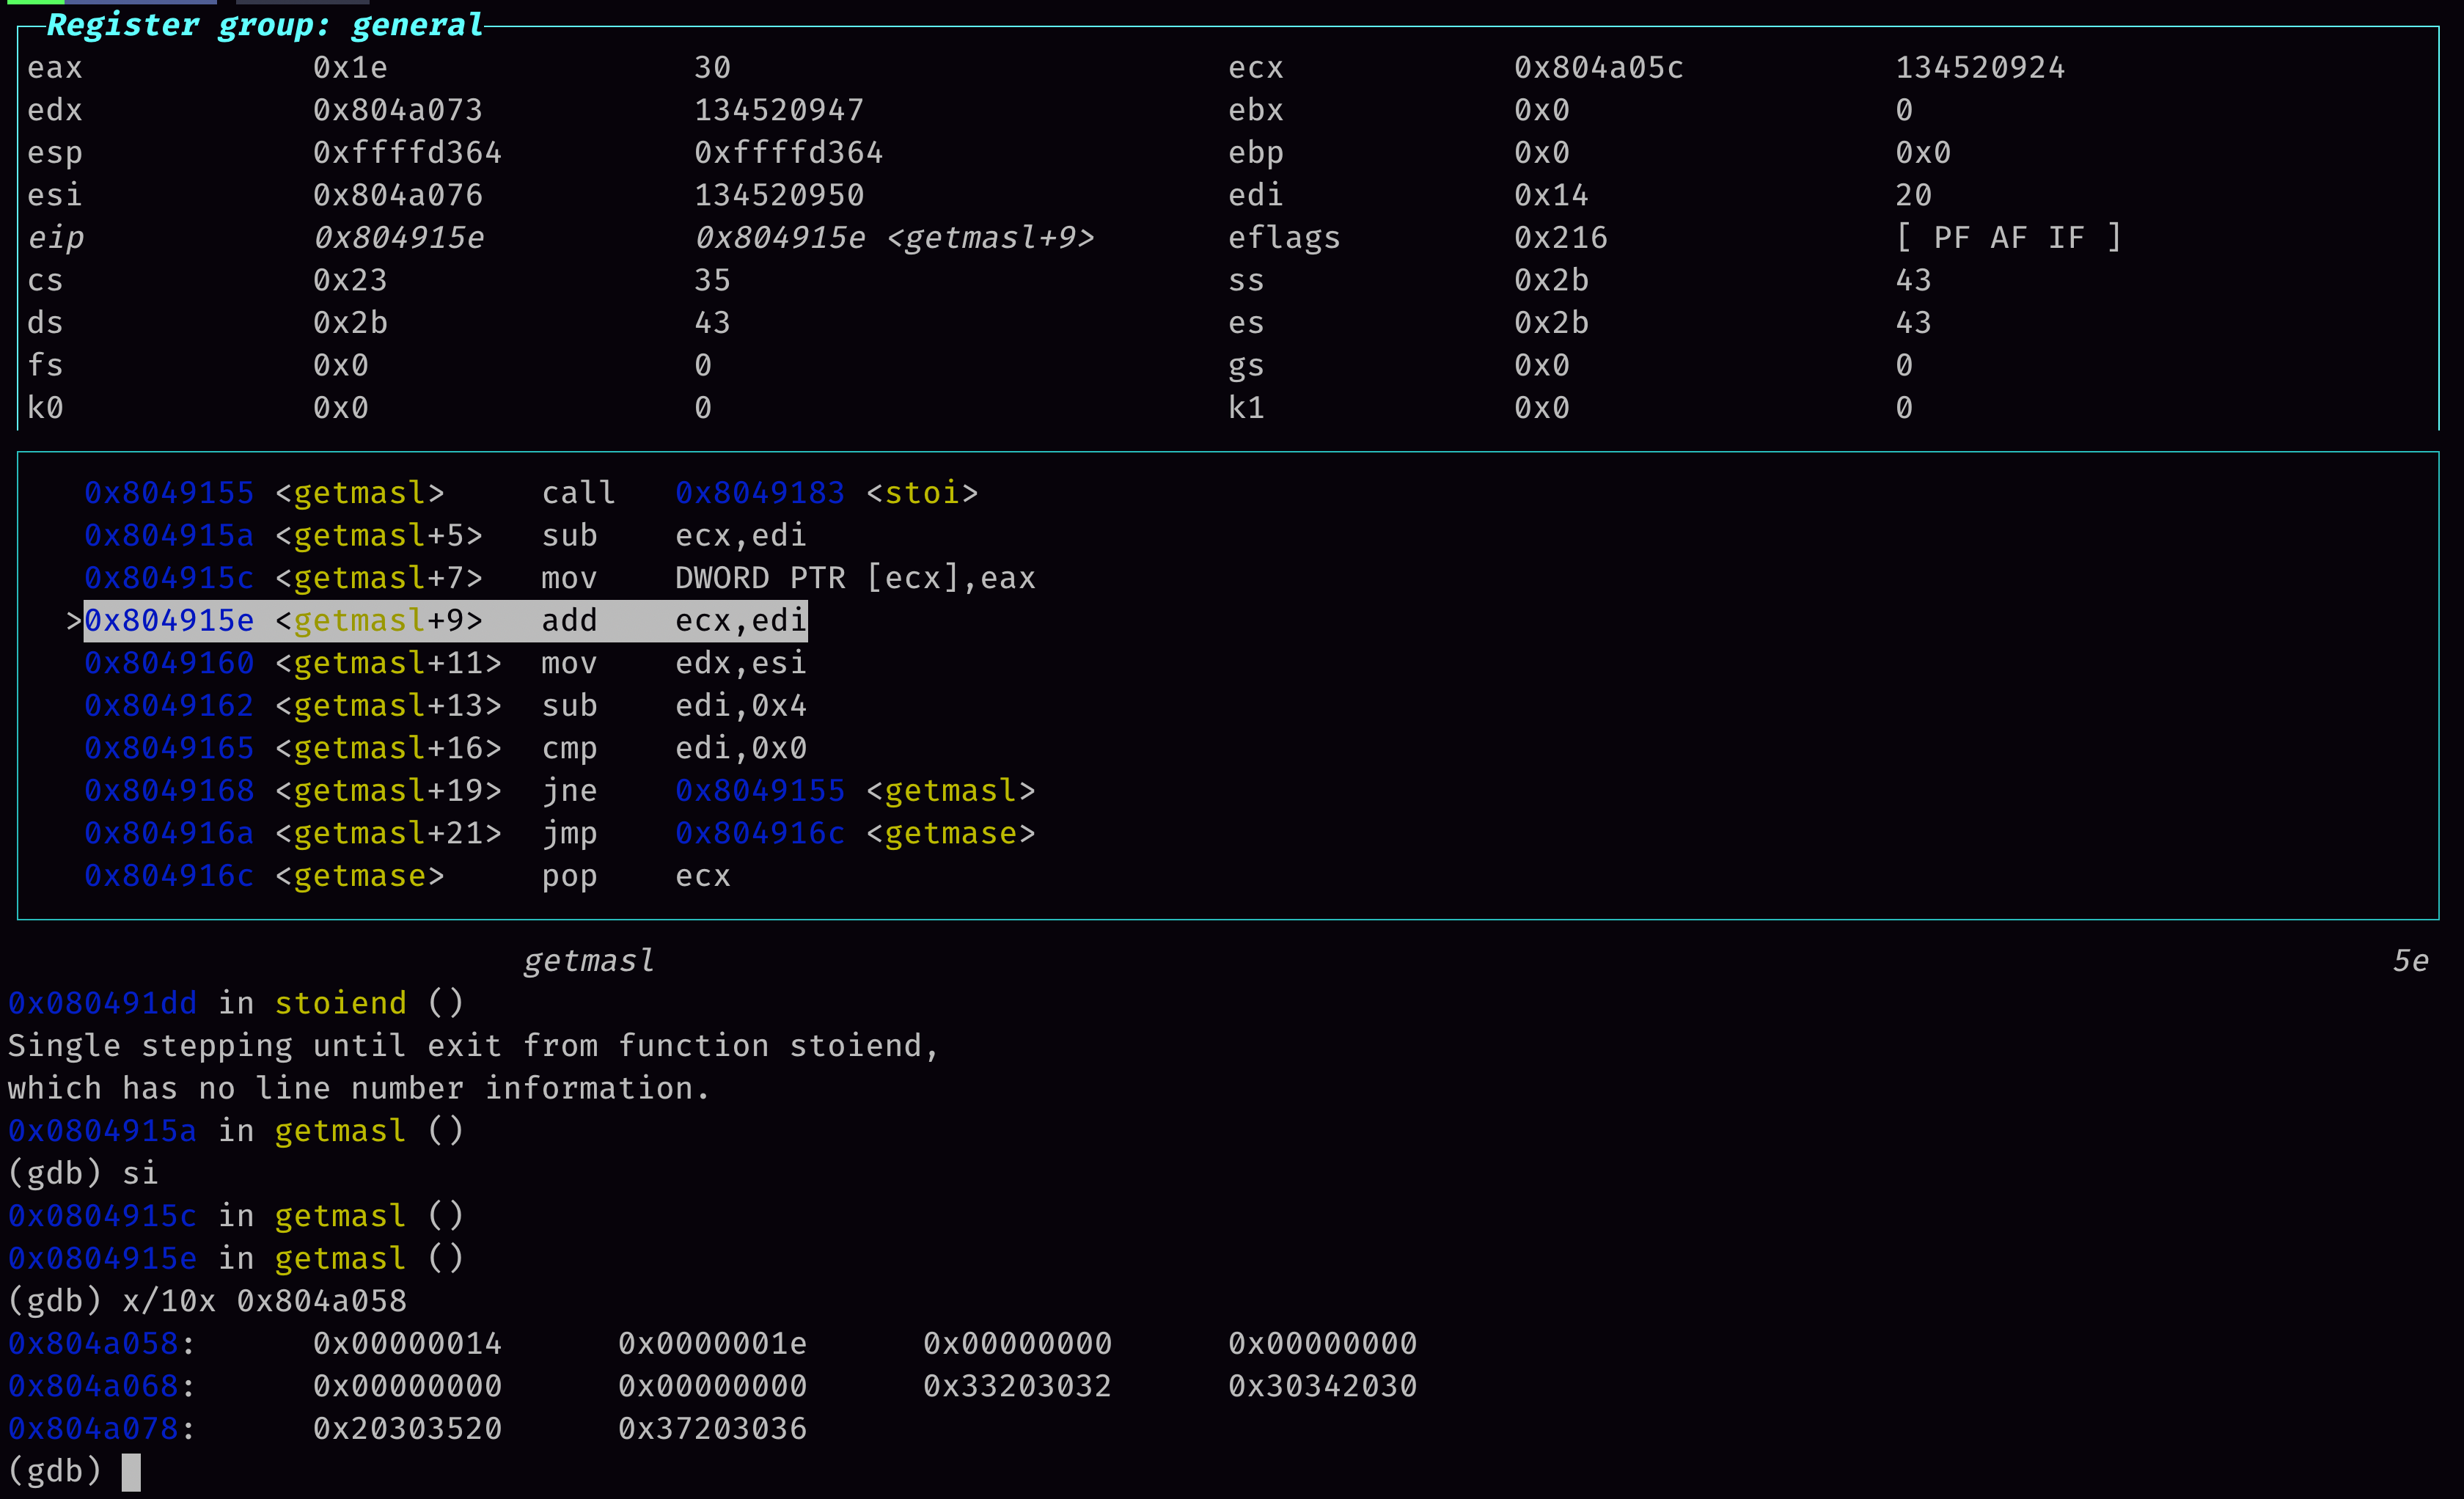 Register group: general
eax 0x1e 30 ecx 0x804a05c 134520924
edx 0x804a073 134520947 ebx 0x0 0
esp 0xffffd364 0xffffd364 ebp 0x0 0x0
esi 0x804a076 134520950 edi 0x14 20
eip 0x804915e 0x804915e <getmasl+9> eflags 0x216 [ PF AF IF ]
cs 0x23 35 ss 0x2b 43
ds 0x2b 43 es 0x2b 43
fs 0x0 0 gs 0x0 0
k0 0x0 0 k1 0x0 0
0x8049155 <getmasl> call 0x8049183 <stoi>
0x804915a <getmasl+5> sub ecx,edi
0x804915c <getmasl+7> mov DWORD PTR [ecx],eax
>0x804915e <getmasl+9> add ecx,edi
0x8049160 <getmasl+11> mov edx,esi
0x8049162 <getmasl+13> sub edi,0x4
0x8049165 <getmasl+16> cmp edi,0x0
0x8049168 <getmasl+19> jne 0x8049155 <getmasl>
0x804916a <getmasl+21> jmp 0x804916c <getmase>
0x804916c <getmase> pop ecx
getmasl 5e
0x080491dd in stoiend ()
Single stepping until exit from function stoiend,
which has no line number information.
0x0804915a in getmasl ()
(gdb) si
0x0804915c in getmasl ()
0x0804915e in getmasl ()
(gdb) x/10x 0x804a058
0x804a058: 0x00000014 0x0000001e 0x00000000 0x00000000
0x804a068: 0x00000000 0x00000000 0x33203032 0x30342030
0x804a078: 0x20303520 0x37203036
(gdb)